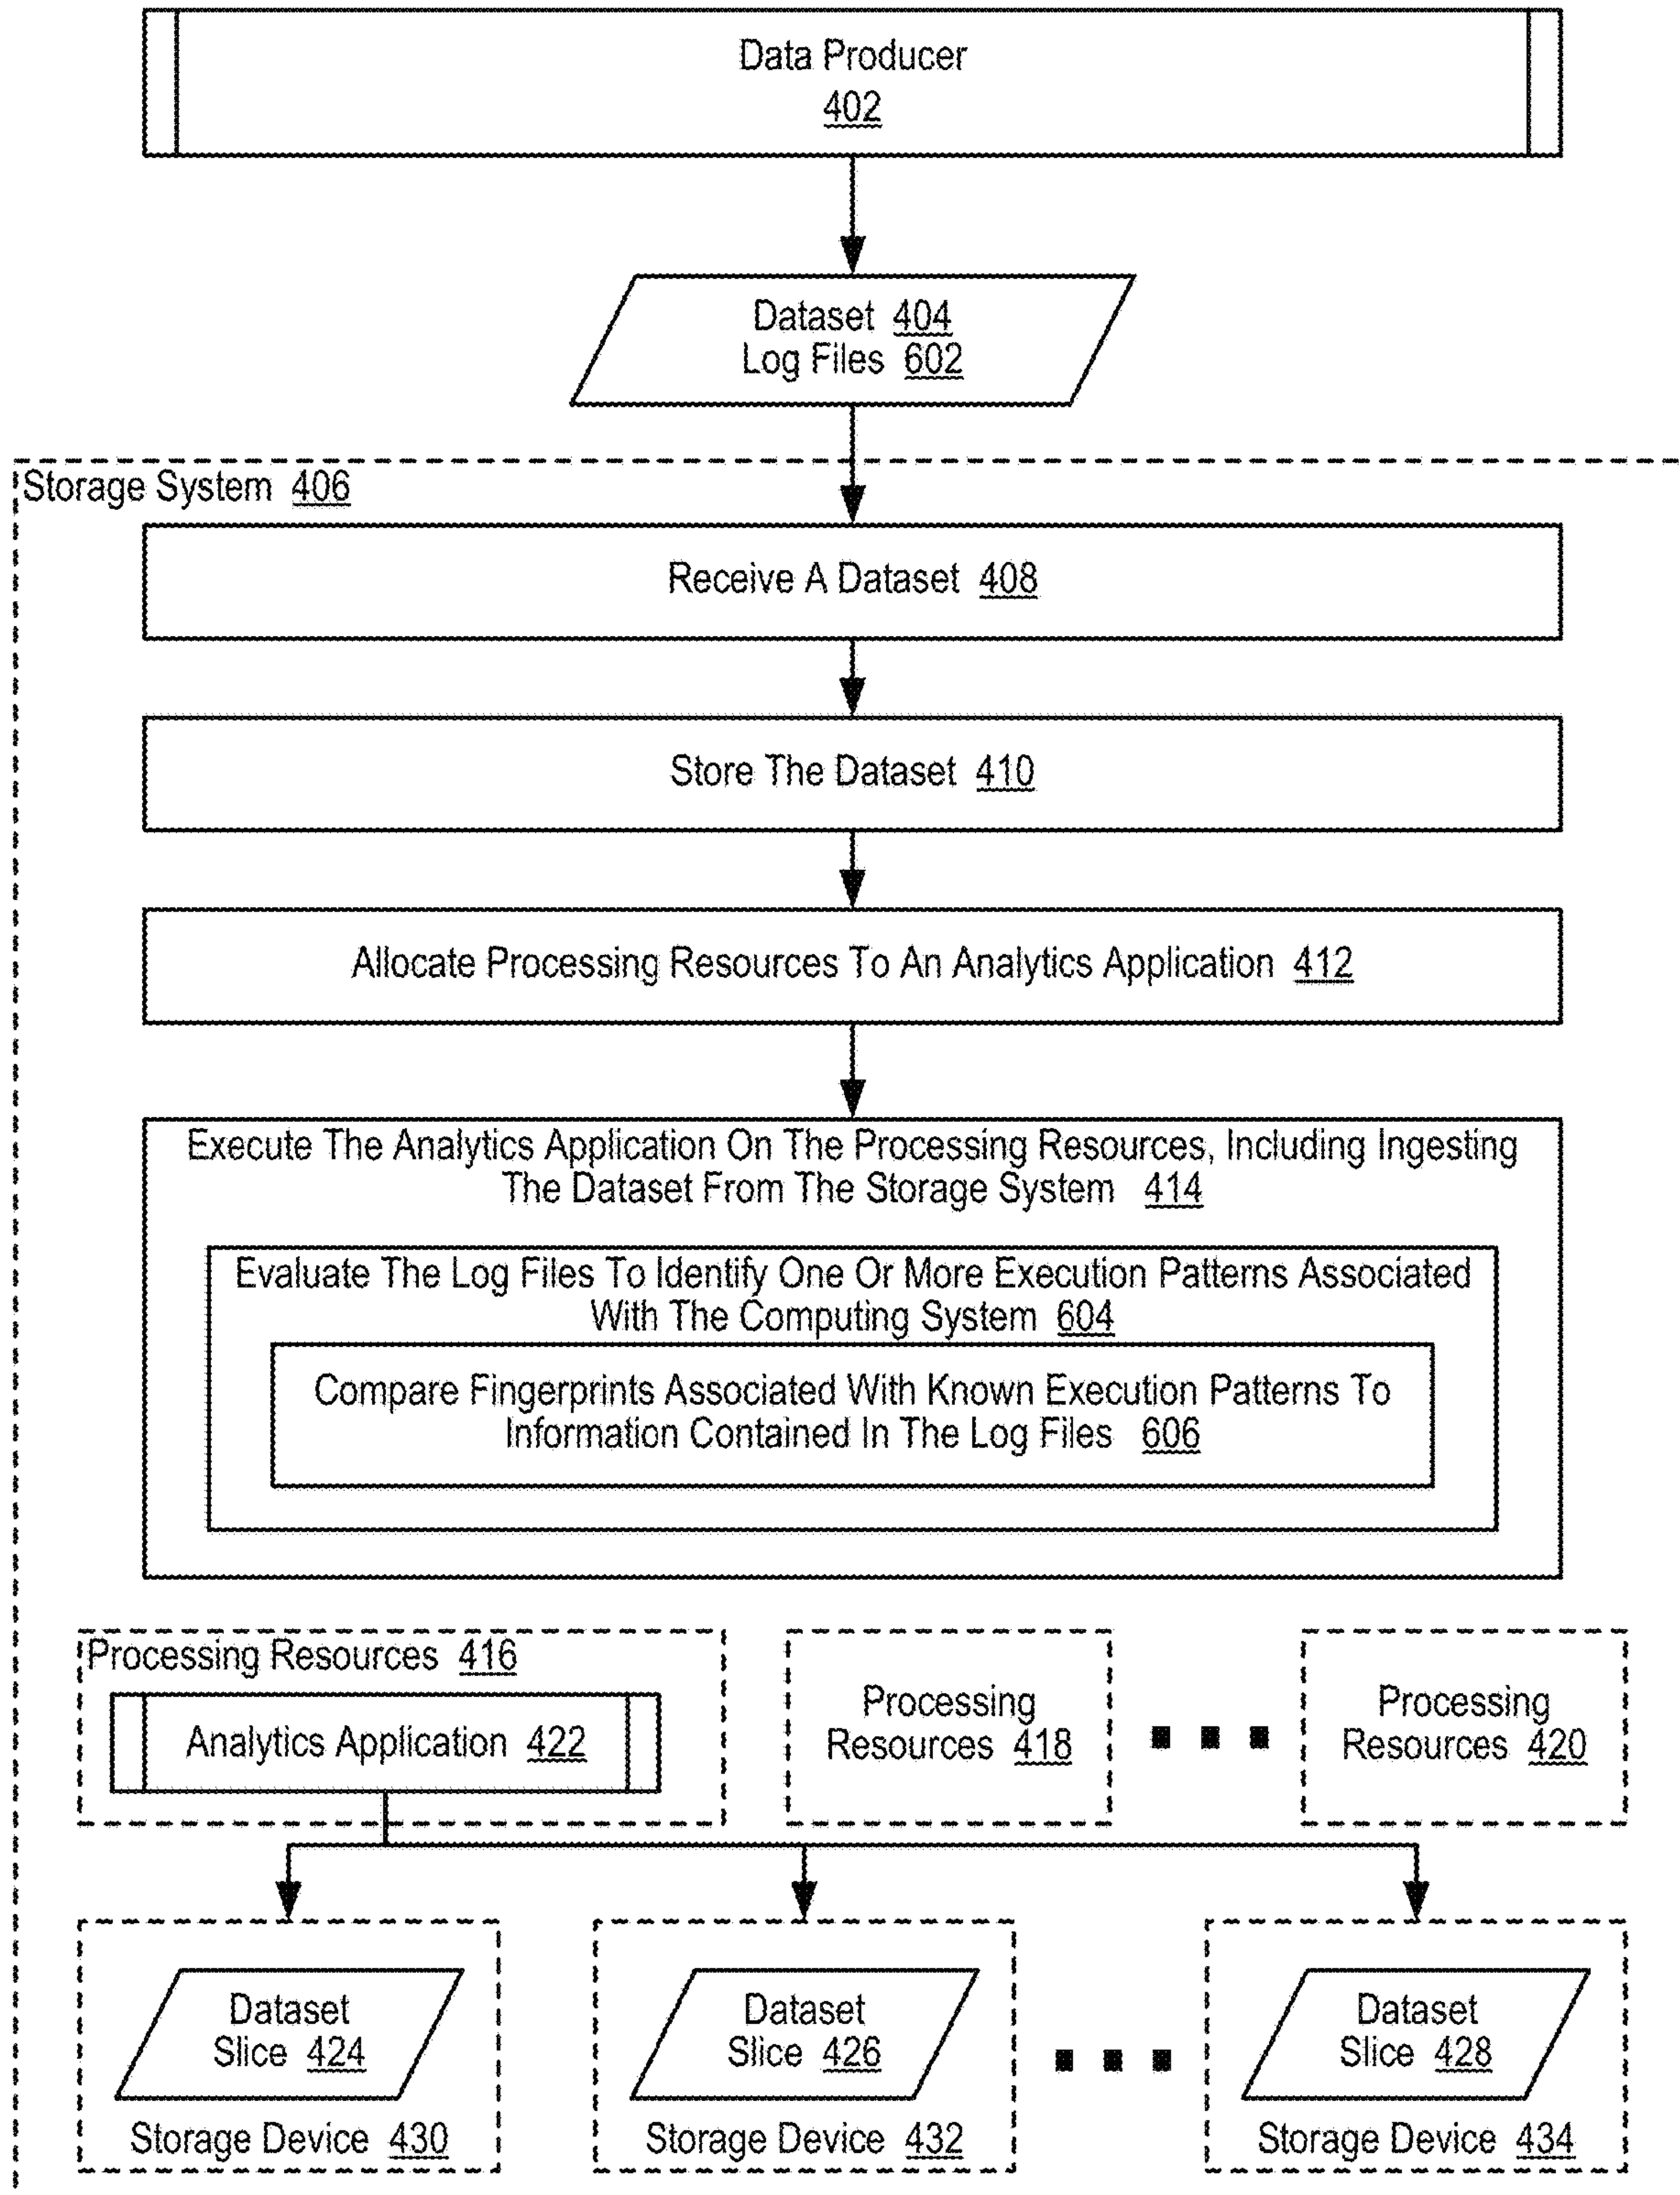 Data Producer
402
Dataset 404
Log Files 602
Storage System 406
Receive A Dataset 408
Store The Dataset 410
Allocate Processing Resources To An Analytics Application 412
Execute The Analytics Application On The Processing Resources, Including Ingesting
The Dataset From The Storage System 414
Evaluate The Log Files To Identify One Or More Execution Patterns Associated
With The Computing System 604
Compare Fingerprints Associated With Known Execution Patterns To
Information Contained In The Log Files 606
Processing Resources 416
Analytics Application 422
Processing
Resources 418
Processing
Resources 420
Dataset
Slice 424
Storage Device 430
Dataset
Slice 426
Storage Device 432
Dataset
Slice 428
Storage Device 434